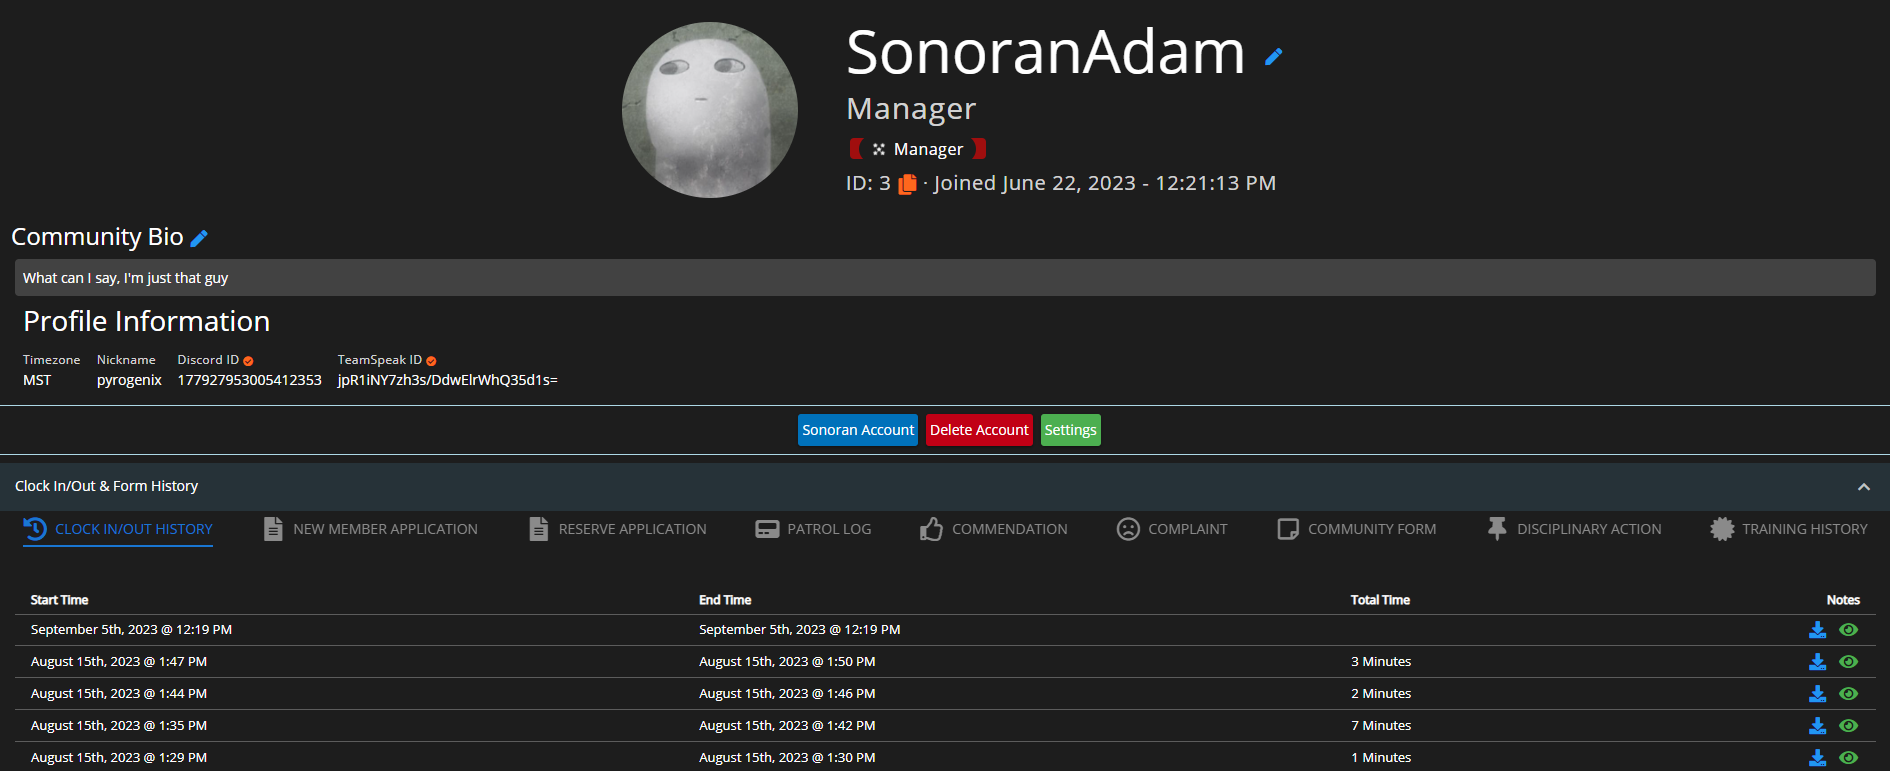 SonoranAdam
Manager
Manager
ID: 3 · Joined June 22, 2023 - 12:21:13 PM
Community Bio
What can I say, I'm just that guy
Profile Information
Timezone Nickname Discord ID TeamSpeak ID
MST pyrogenix 177927953005412353 jpR1iNY7zh3s/DdwElrWhQ35d1s=
Sonoran Account Delete Account Settings
Clock In/Out & Form History
CLOCK IN/OUT HISTORY NEW MEMBER APPLICATION RESERVE APPLICATION PATROL LOG COMMENDATION COMPLAINT COMMUNITY FORM DISCIPLINARY ACTION TRAINING HISTORY
Start Time End Time Total Time Notes
September 5th, 2023 @ 12:19 PM September 5th, 2023 @ 12:19 PM
August 15th, 2023 @ 1:47 PM August 15th, 2023 @ 1:50 PM 3 Minutes
August 15th, 2023 @ 1:44 PM August 15th, 2023 @ 1:46 PM 2 Minutes
August 15th, 2023 @ 1:35 PM August 15th, 2023 @ 1:42 PM 7 Minutes
August 15th, 2023 @ 1:29 PM August 15th, 2023 @ 1:30 PM 1 Minutes